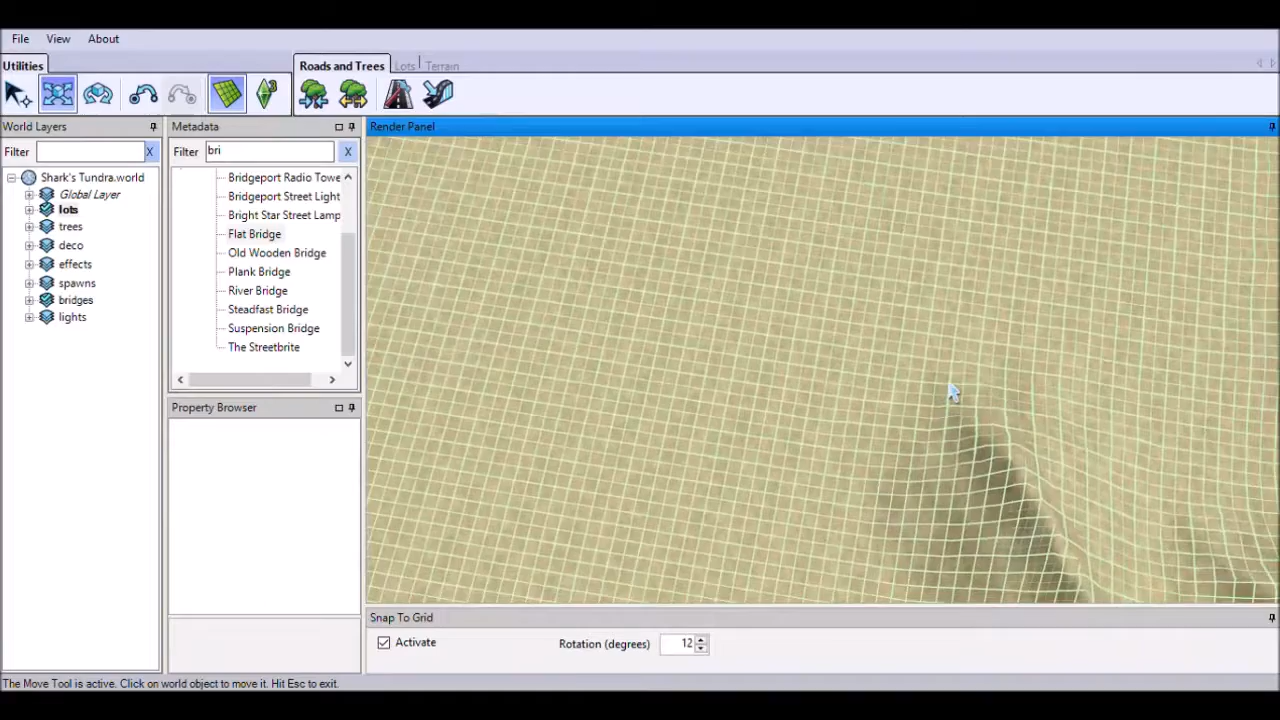 File View About
Utilities
Roads and Trees Lots Terrain
World Layers
Filter X
Shark's Tundra.world
Global Layer
lots
trees
deco
effects
spawns
bridges
lights
Metadata
Filter bri X
Bridgeport Radio Towe
Bridgeport Street Light
Bright Star Street Lamp
Flat Bridge
Old Wooden Bridge
Plank Bridge
River Bridge
Steadfast Bridge
Suspension Bridge
The Streetbrite
Property Browser
Render Panel
Snap To Grid
Activate Rotation (degrees) 12
The Move Tool is active. Click on world object to move it. Hit Esc to exit.